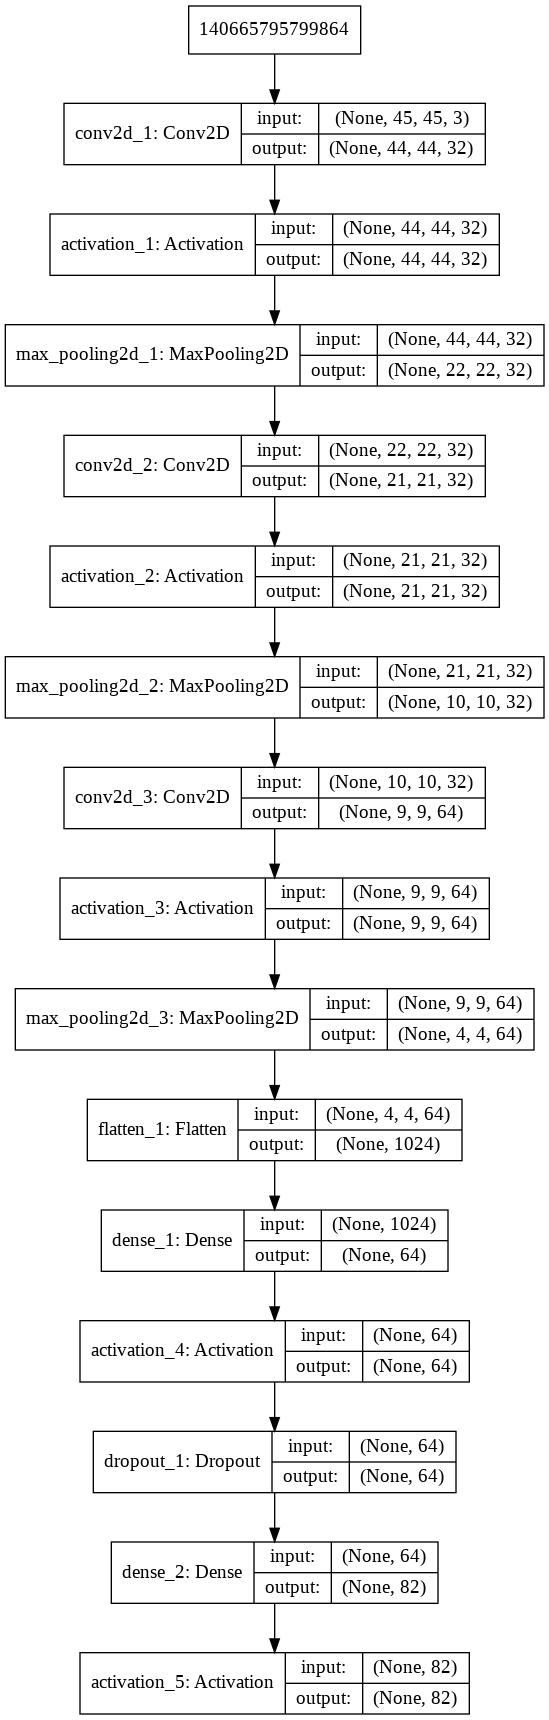 140665795799864
conv2d_1: Conv2D
input: (None, 45, 45, 3)
output: (None, 44, 44, 32)
activation_1: Activation
input: (None, 44, 44, 32)
output: (None, 44, 44, 32)
max_pooling2d_1: MaxPooling2D
input: (None, 44, 44, 32)
output: (None, 22, 22, 32)
conv2d_2: Conv2D
input: (None, 22, 22, 32)
output: (None, 21, 21, 32)
activation_2: Activation
input: (None, 21, 21, 32)
output: (None, 21, 21, 32)
max_pooling2d_2: MaxPooling2D
input: (None, 21, 21, 32)
output: (None, 10, 10, 32)
conv2d_3: Conv2D
input: (None, 10, 10, 32)
output: (None, 9, 9, 64)
activation_3: Activation
input: (None, 9, 9, 64)
output: (None, 9, 9, 64)
max_pooling2d_3: MaxPooling2D
input: (None, 9, 9, 64)
output: (None, 4, 4, 64)
flatten_1: Flatten
input: (None, 4, 4, 64)
output: (None, 1024)
dense_1: Dense
input: (None, 1024)
output: (None, 64)
activation_4: Activation
input: (None, 64)
output: (None, 64)
dropout_1: Dropout
input: (None, 64)
output: (None, 64)
dense_2: Dense
input: (None, 64)
output: (None, 82)
activation_5: Activation
input: (None, 82)
output: (None, 82)